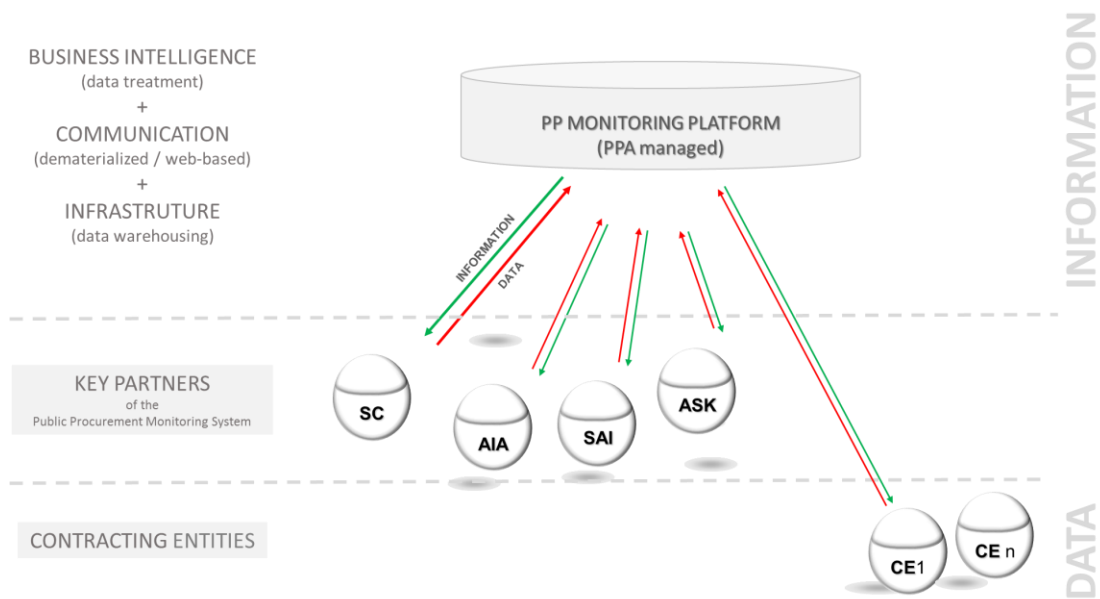 BUSINESS INTELLIGENCE
(data treatment)
+
COMMUNICATION
(dematerialized / web-based)
+
INFRASTRUTURE
(data warehousing)
PP MONITORING PLATFORM
(PPA managed)
INFORMATION
DATA
INFORMATION
KEY PARTNERS
of the
Public Procurement Monitoring System
SC
AIA
SAI
ASK
CONTRACTING ENTITIES
CE1
CE n
DATA